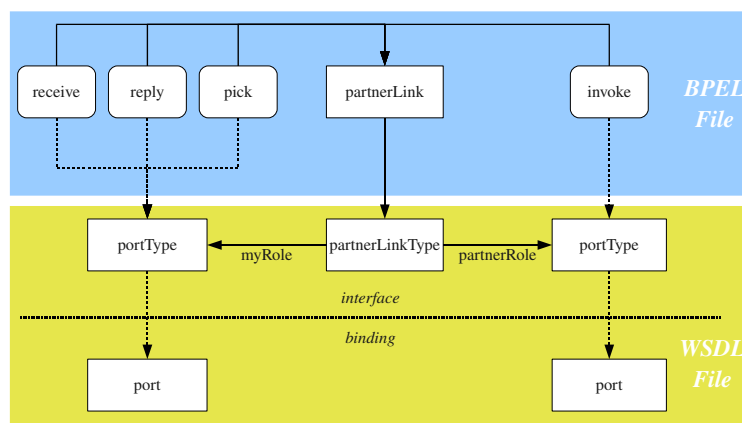 receive
reply
pick
partnerLink
invoke
BPEL
File
portType
myRole
partnerLinkType
partnerRole
portType
interface
binding
WSDL
File
port
port